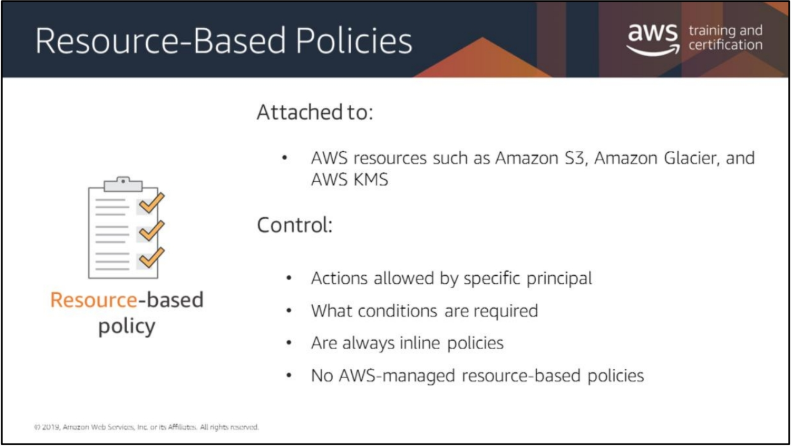 Resource-Based Policies
aws training and
certification
Attached to:
• AWS resources such as Amazon S3, Amazon Glacier, and
AWS KMS
Control:
• Actions allowed by specific principal
• What conditions are required
• Are always inline policies
• No AWS-managed resource-based policies
Resource-based
policy
© 2019, Amazon Web Services, Inc. or its Affiliates. All rights reserved.